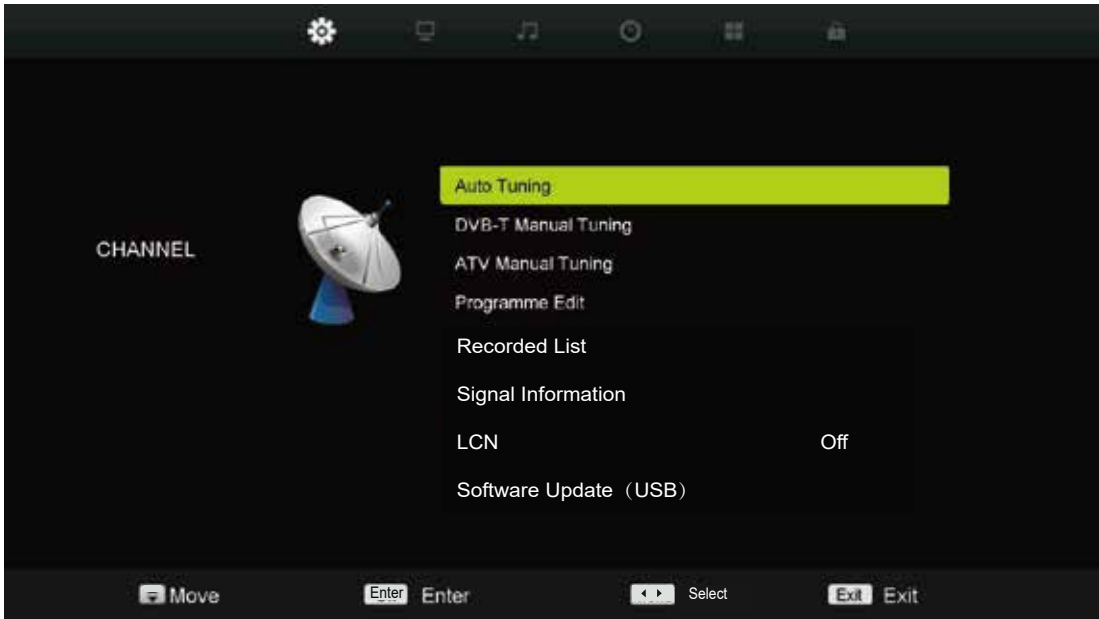 Auto Tuning
DVB-T Manual Tuning
CHANNEL
ATV Manual Tuning
Programme Edit
Recorded List
Signal Information
LCN Off
Software Update（USB）
Move Enter Enter Select Exit Exit